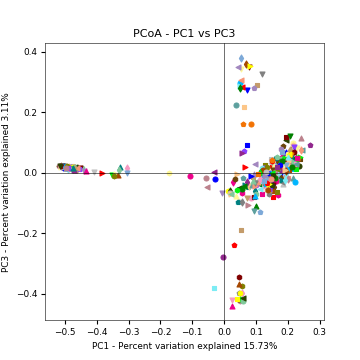 PCoA - PC1 vs PC3
PC3 - Percent variation explained 3.11%
0.4
0.2
0.0
−0.2
−0.4
−0.5 −0.4 −0.3 −0.2 −0.1 0.0 0.1 0.2 0.3
PC1 - Percent variation explained 15.73%